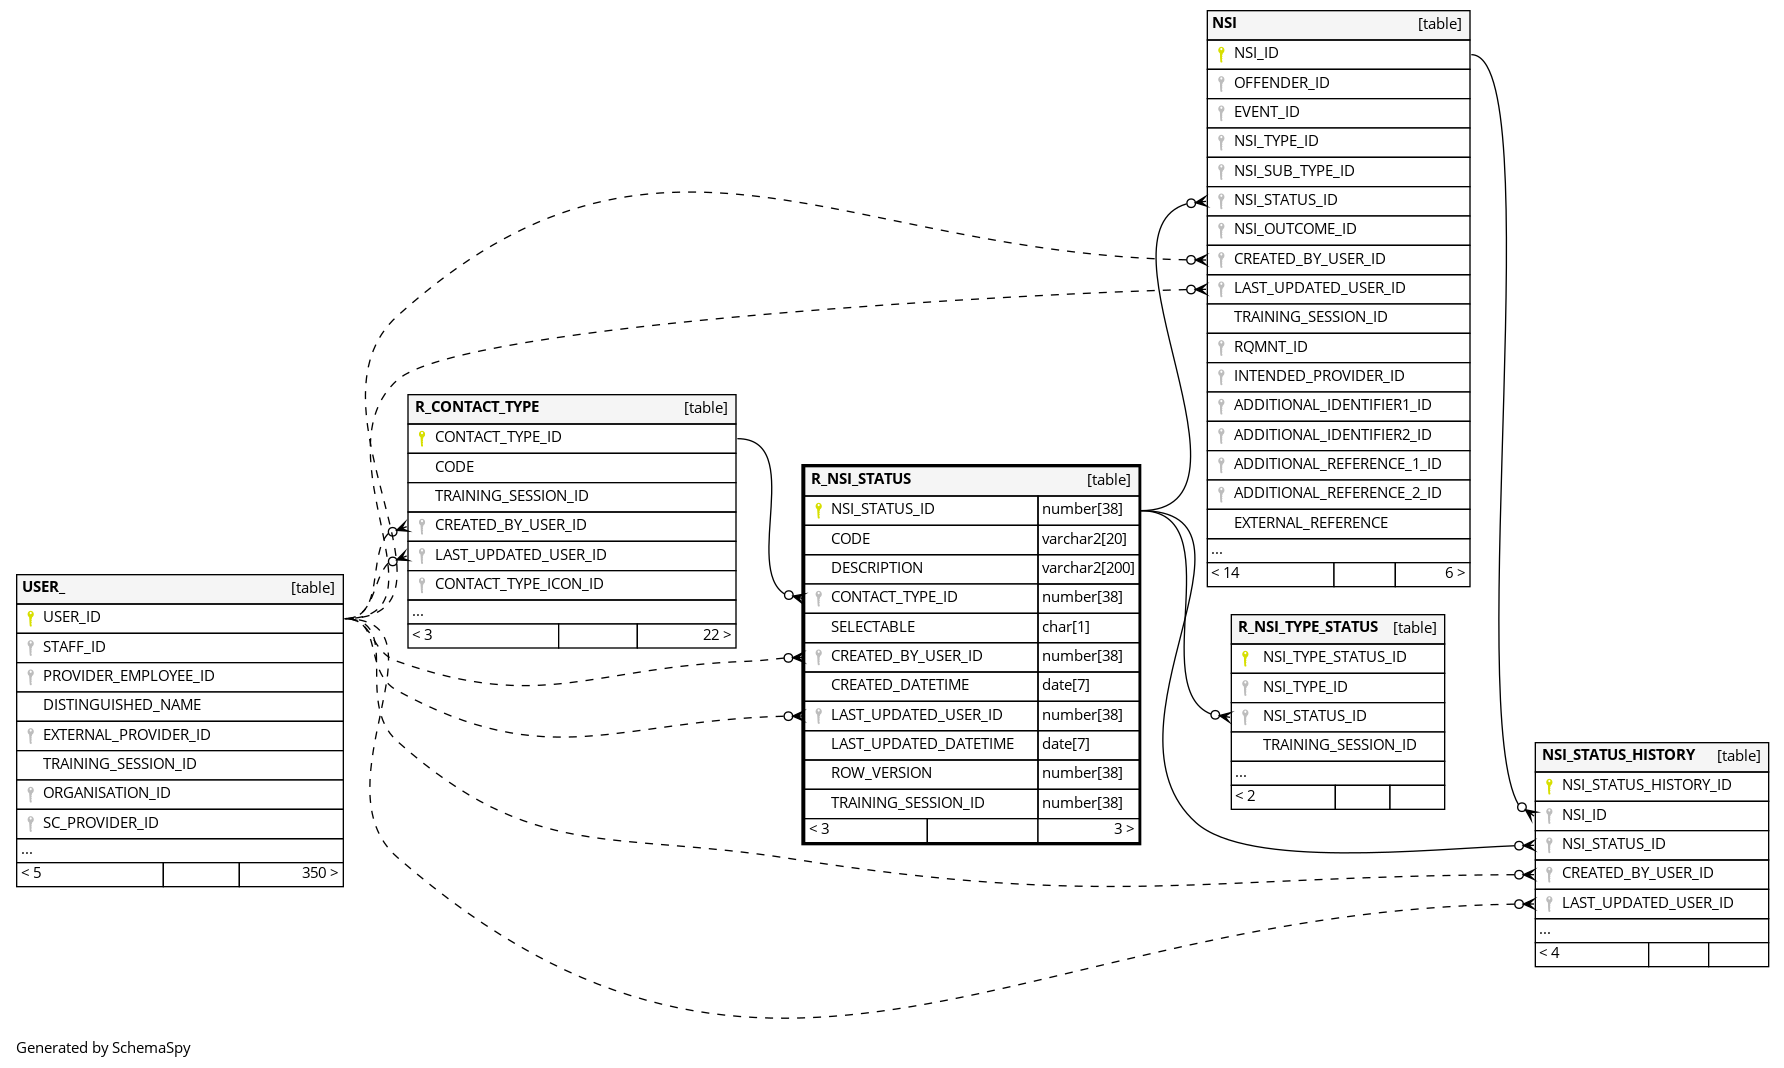 NSI [table]
NSI_ID
OFFENDER_ID
EVENT_ID
NSI_TYPE_ID
NSI_SUB_TYPE_ID
NSI_STATUS_ID
NSI_OUTCOME_ID
CREATED_BY_USER_ID
LAST_UPDATED_USER_ID
TRAINING_SESSION_ID
RQMNT_ID
INTENDED_PROVIDER_ID
ADDITIONAL_IDENTIFIER1_ID
ADDITIONAL_IDENTIFIER2_ID
ADDITIONAL_REFERENCE_1_ID
ADDITIONAL_REFERENCE_2_ID
EXTERNAL_REFERENCE
...
< 14 6 >
R_CONTACT_TYPE [table]
CONTACT_TYPE_ID
CODE
TRAINING_SESSION_ID
CREATED_BY_USER_ID
LAST_UPDATED_USER_ID
CONTACT_TYPE_ICON_ID
...
< 3 22 >
R_NSI_STATUS [table]
NSI_STATUS_ID number[38]
CODE varchar2[20]
DESCRIPTION varchar2[200]
CONTACT_TYPE_ID number[38]
SELECTABLE char[1]
CREATED_BY_USER_ID number[38]
CREATED_DATETIME date[7]
LAST_UPDATED_USER_ID number[38]
LAST_UPDATED_DATETIME date[7]
ROW_VERSION number[38]
TRAINING_SESSION_ID number[38]
< 3 3 >
USER_ [table]
USER_ID
STAFF_ID
PROVIDER_EMPLOYEE_ID
DISTINGUISHED_NAME
EXTERNAL_PROVIDER_ID
TRAINING_SESSION_ID
ORGANISATION_ID
SC_PROVIDER_ID
...
< 5 350 >
R_NSI_TYPE_STATUS [table]
NSI_TYPE_STATUS_ID
NSI_TYPE_ID
NSI_STATUS_ID
TRAINING_SESSION_ID
...
< 2
NSI_STATUS_HISTORY [table]
NSI_STATUS_HISTORY_ID
NSI_ID
NSI_STATUS_ID
CREATED_BY_USER_ID
LAST_UPDATED_USER_ID
...
< 4
Generated by SchemaSpy